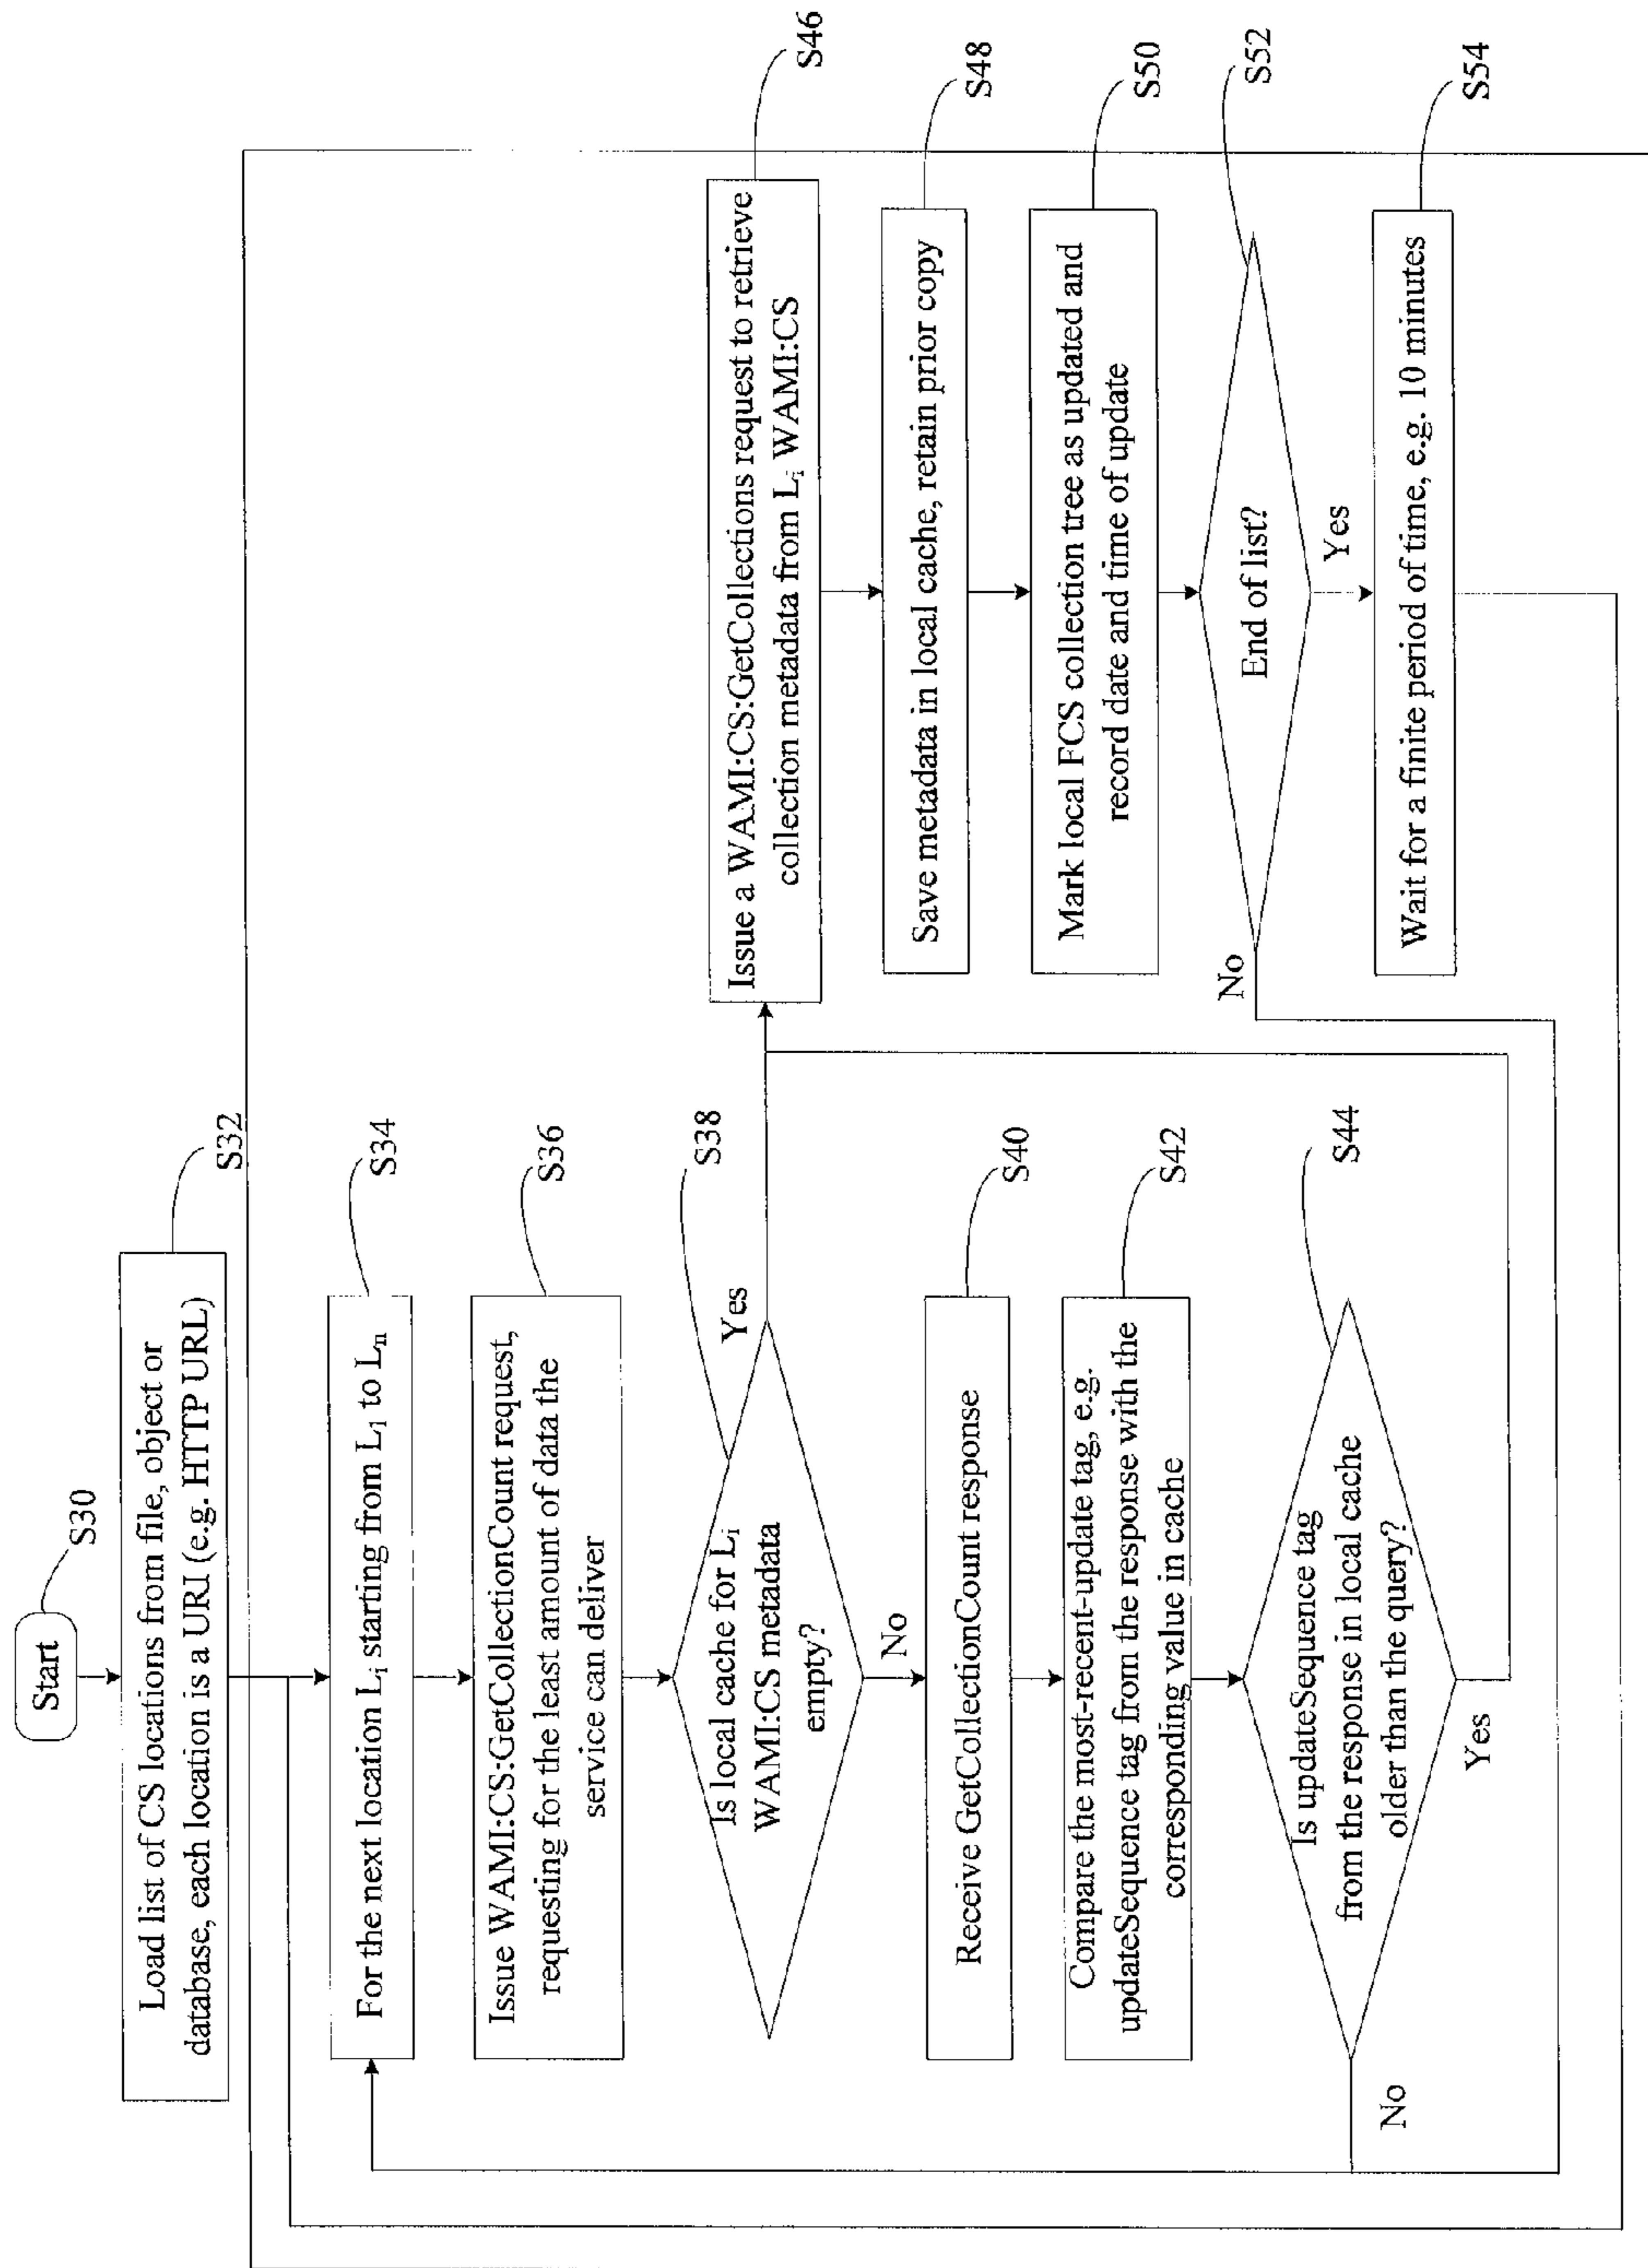 Start
S30
Load list of CS locations from file, object or
database, each location is a URI (e.g. HTTP URL)
S32
For the next location Li starting from L1 to Ln
S34
Issue WAMI:CS:GetCollectionCount request,
requesting for the least amount of data the
service can deliver
S36
Is local cache for Li
WAMI:CS metadata
empty?
S38
Yes
No
Receive GetCollectionCount response
S40
Compare the most-recent-update tag, e.g.
updateSequence tag from the response with the
corresponding value in cache
S42
Is updateSequence tag
from the response in local cache
older than the query?
S44
No
Yes
Issue a WAMI:CS:GetCollections request to retrieve
collection metadata from Li WAMI:CS
S46
Save metadata in local cache, retain prior copy
S48
Mark local FCS collection tree as updated and
record date and time of update
S50
End of list?
S52
No
Yes
Wait for a finite period of time, e.g. 10 minutes
S54